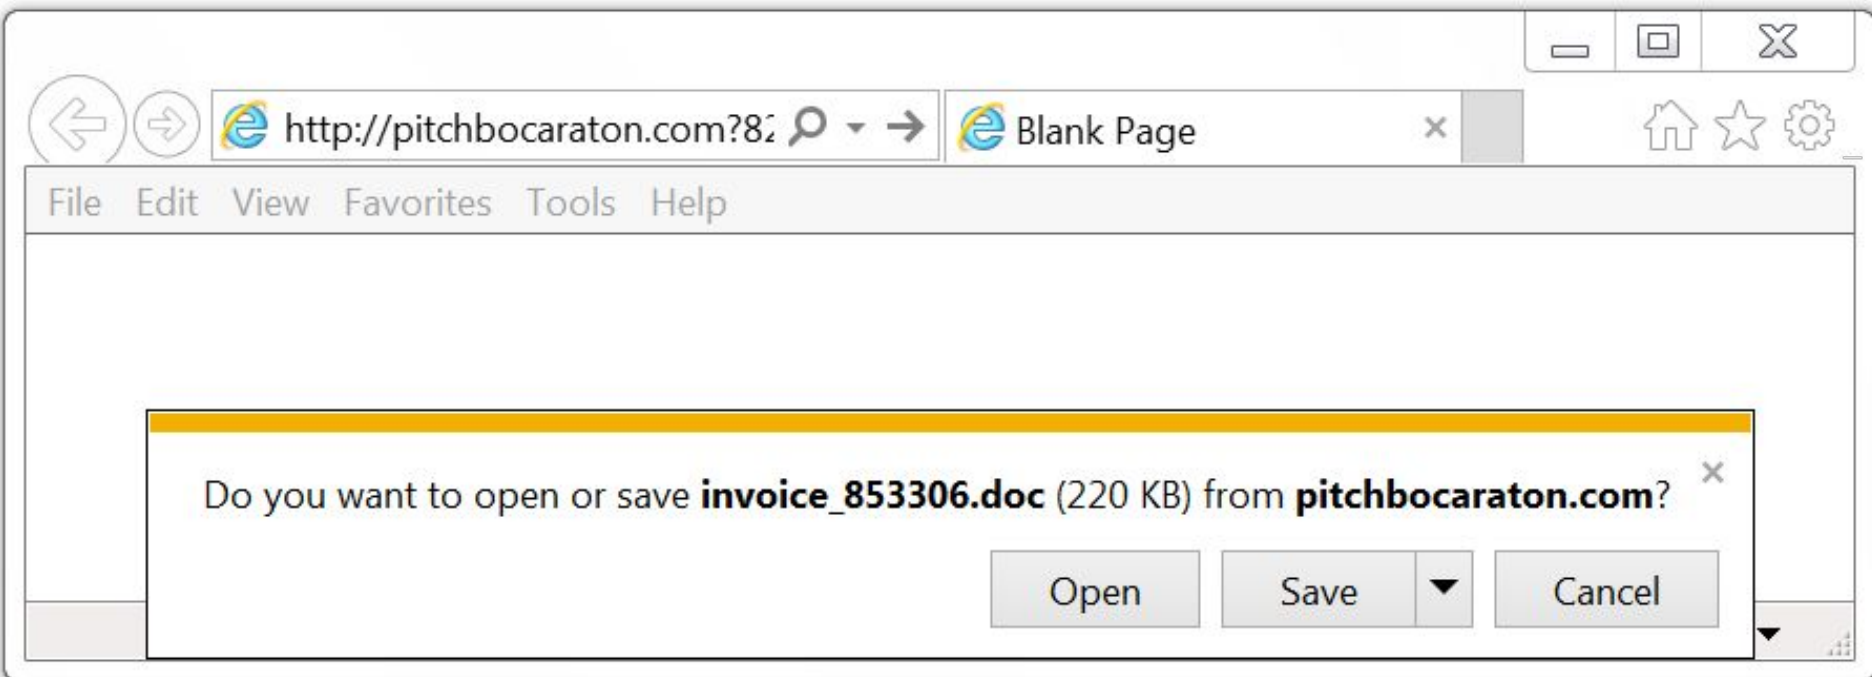 http://pitchbocaraton.com?82
Blank Page
File Edit View Favorites Tools Help
Do you want to open or save invoice_853306.doc (220 KB) from pitchbocaraton.com?
Open Save Cancel